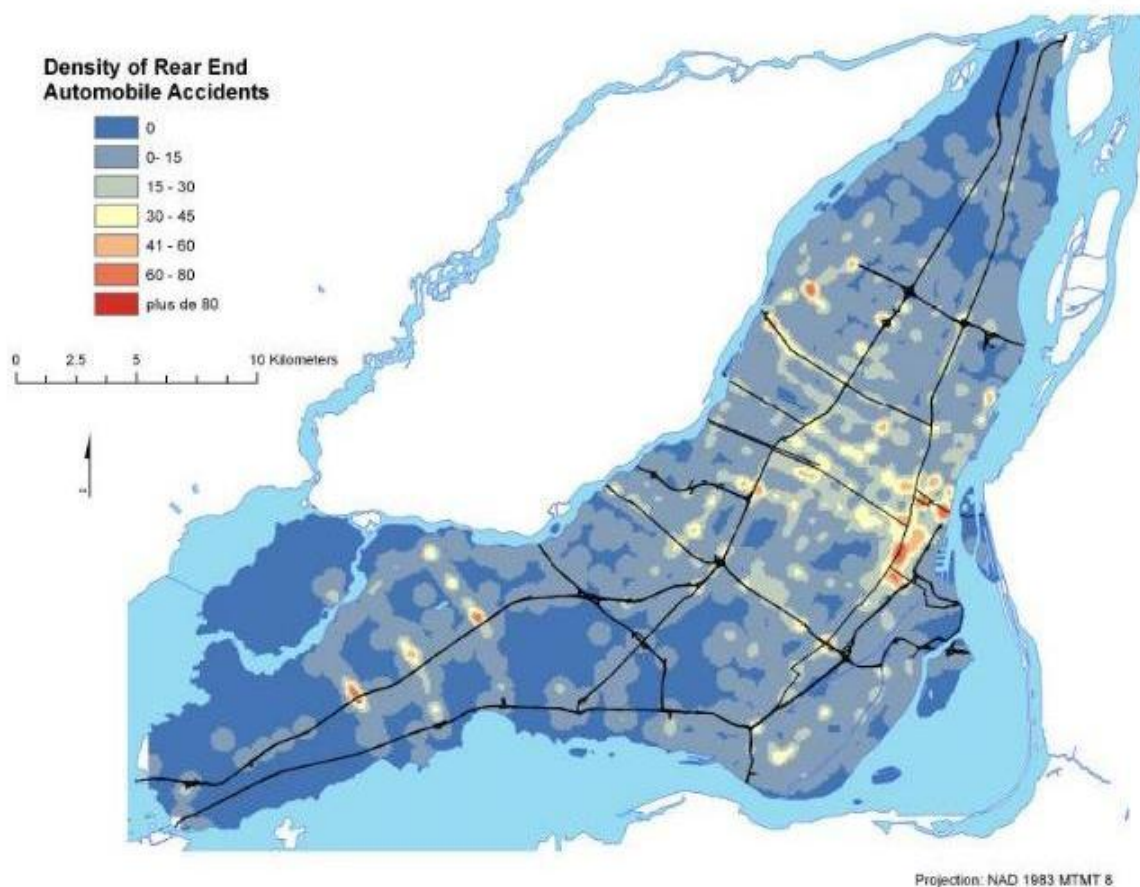 Density of Rear End
Automobile Accidents
0
0- 15
15 - 30
30 - 45
41 - 60
60 - 80
plus de 80
0 2.5 5 10 Kilometers
Projection: NAD 1983 MTMT 8